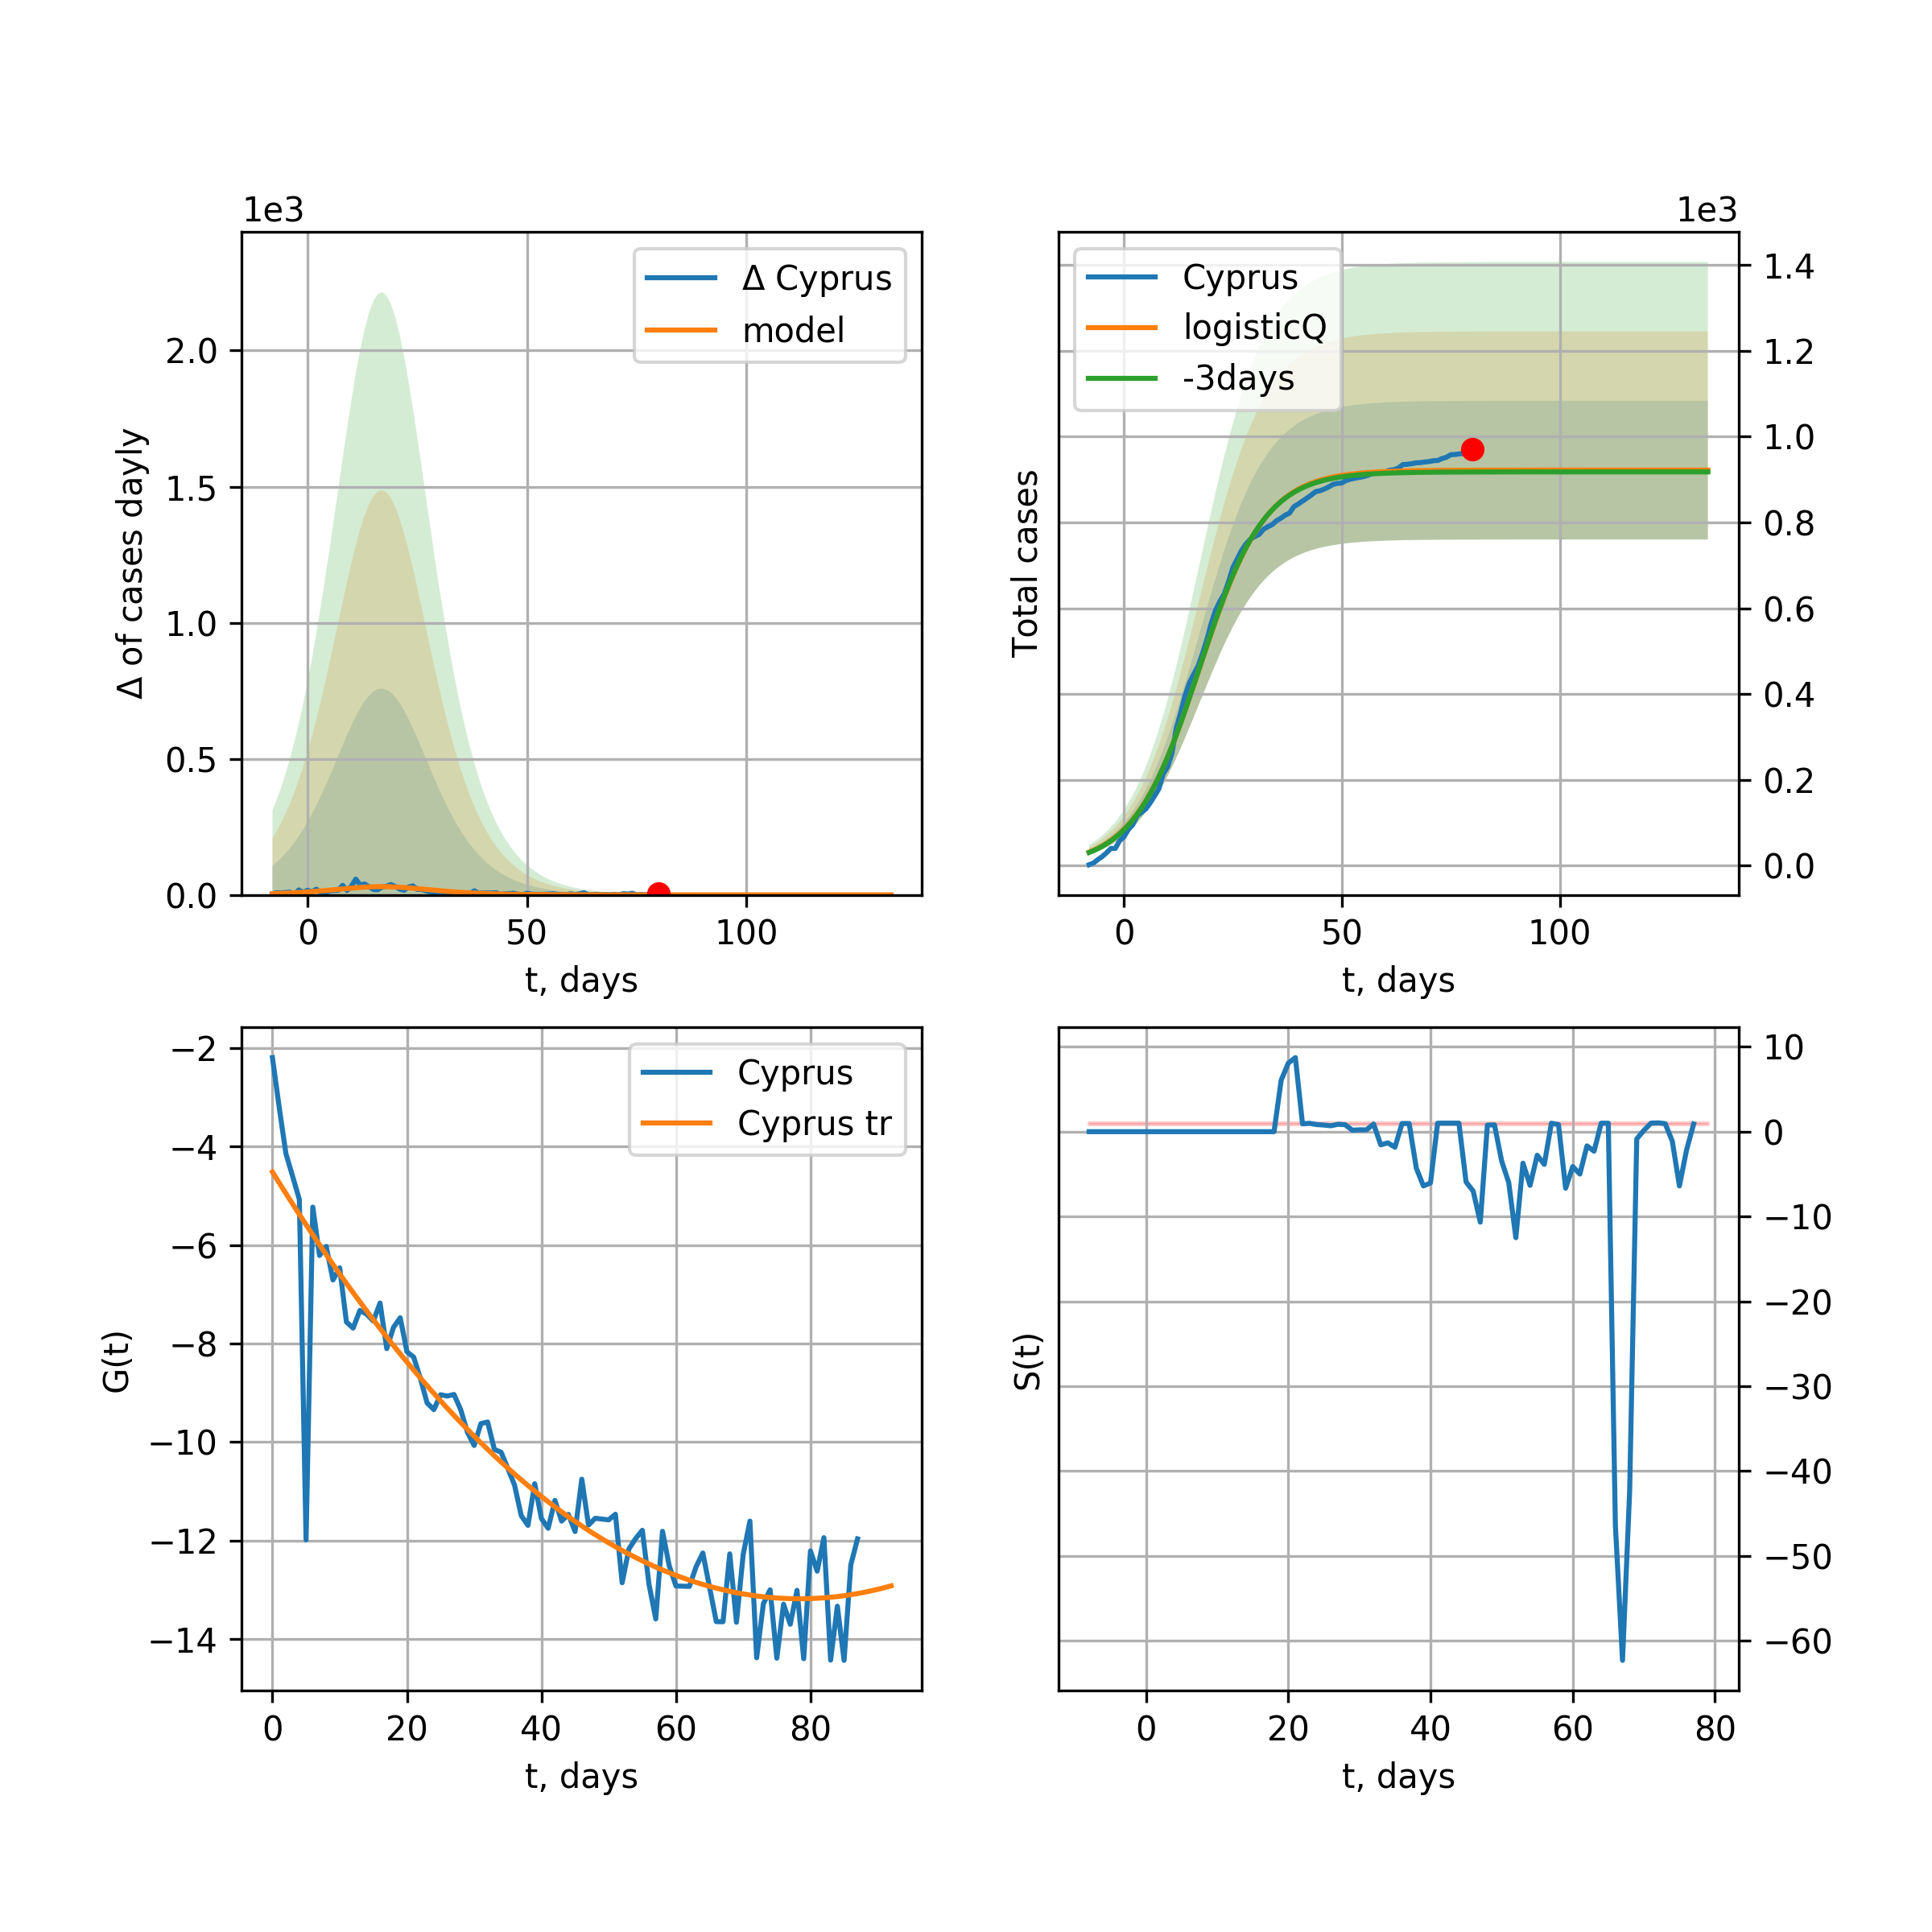 1e3
Δ Cyprus
model
Δ of cases dayly
2.0
1.5
1.0
0.5
0.0
0
50
100
t, days
1e3
Cyprus
logisticQ
-3days
Total cases
1.4
1.2
1.0
0.8
0.6
0.4
0.2
0.0
0
50
100
t, days
Cyprus
Cyprus tr
G(t)
−2
−4
−6
−8
−10
−12
−14
0
20
40
60
80
t, days
S(t)
10
0
−10
−20
−30
−40
−50
−60
0
20
40
60
80
t, days